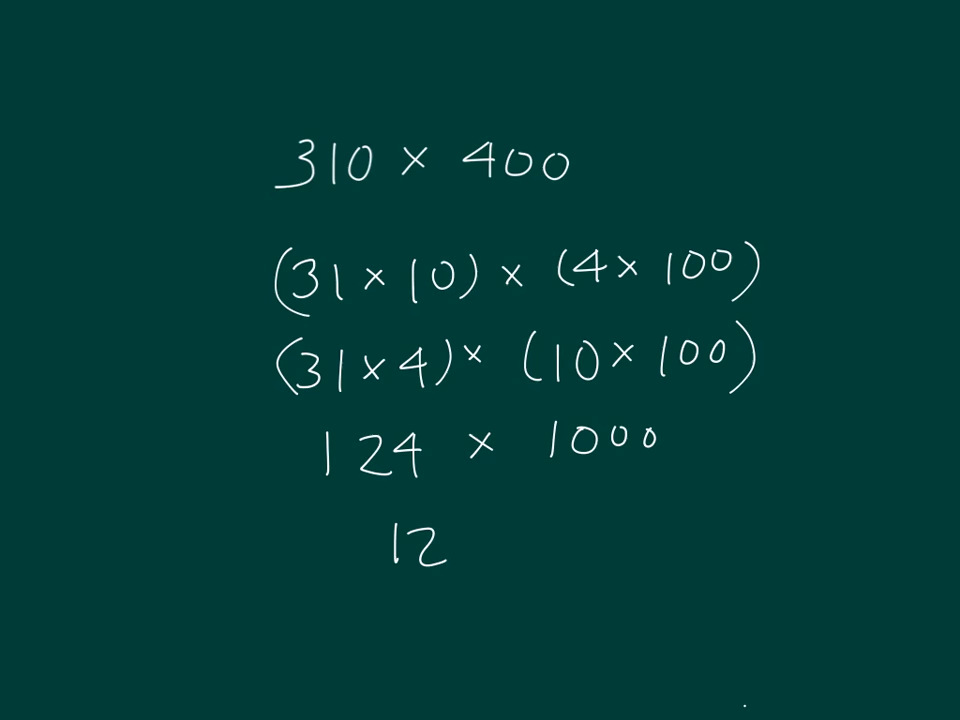 310 × 400
(31 × 10) × (4 × 100)
(31 × 4) × (10 × 100)
124 × 1000
12